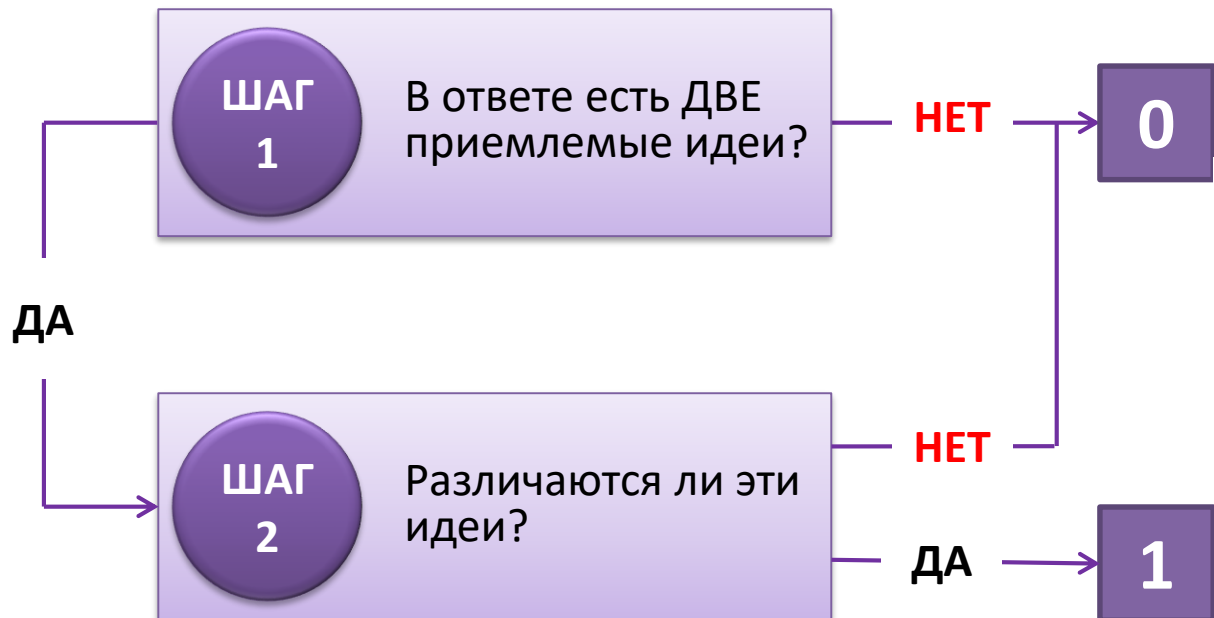 ШАГ
1
В ответе есть ДВЕ
приемлемые идеи?
НЕТ
0
ДА
ШАГ
2
Различаются ли эти
идеи?
НЕТ
ДА
1